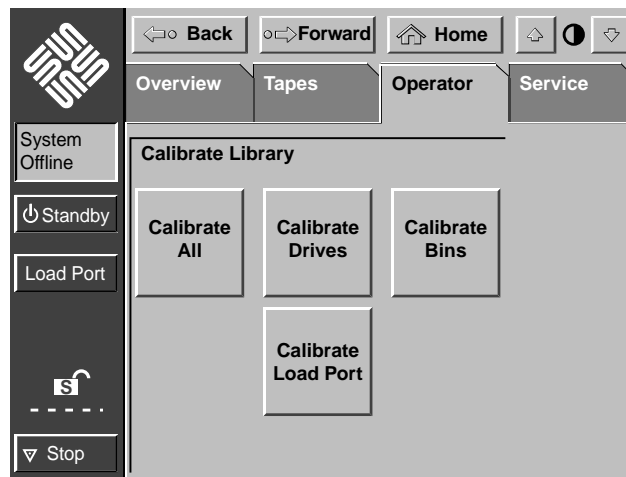 Back
Forward
Home
Overview
Tapes
Operator
Service
System
Offline
Standby
Load Port
S
Stop
Calibrate Library
Calibrate
All
Calibrate
Drives
Calibrate
Bins
Calibrate
Load Port